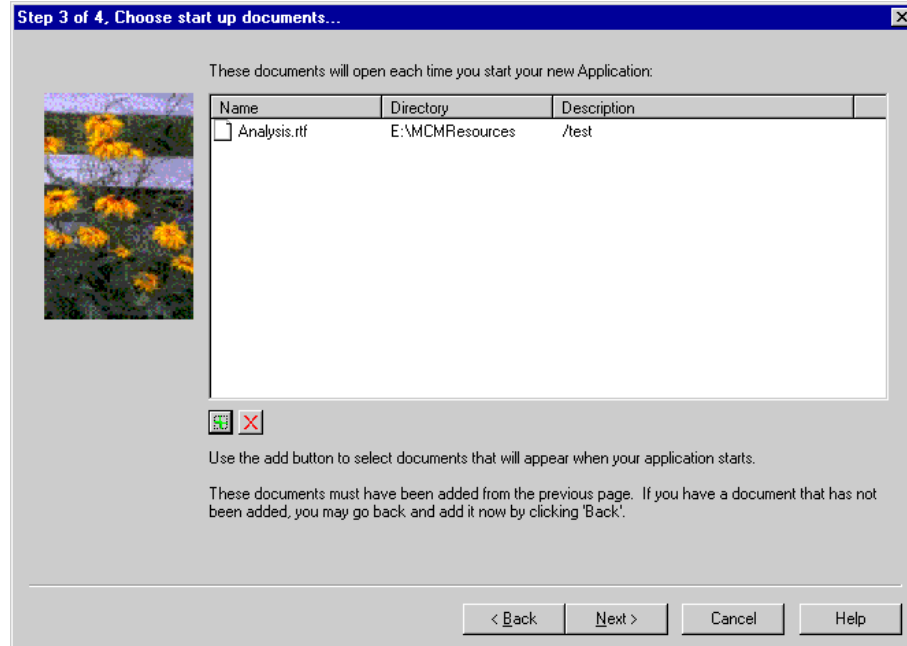 Step 3 of 4, Choose start up documents...
These documents will open each time you start your new Application:
Name Directory Description
Analysis.rtf E:\MCMResources /test
Use the add button to select documents that will appear when your application starts.
These documents must have been added from the previous page. If you have a document that has not
been added, you may go back and add it now by clicking 'Back'.
< Back Next > Cancel Help